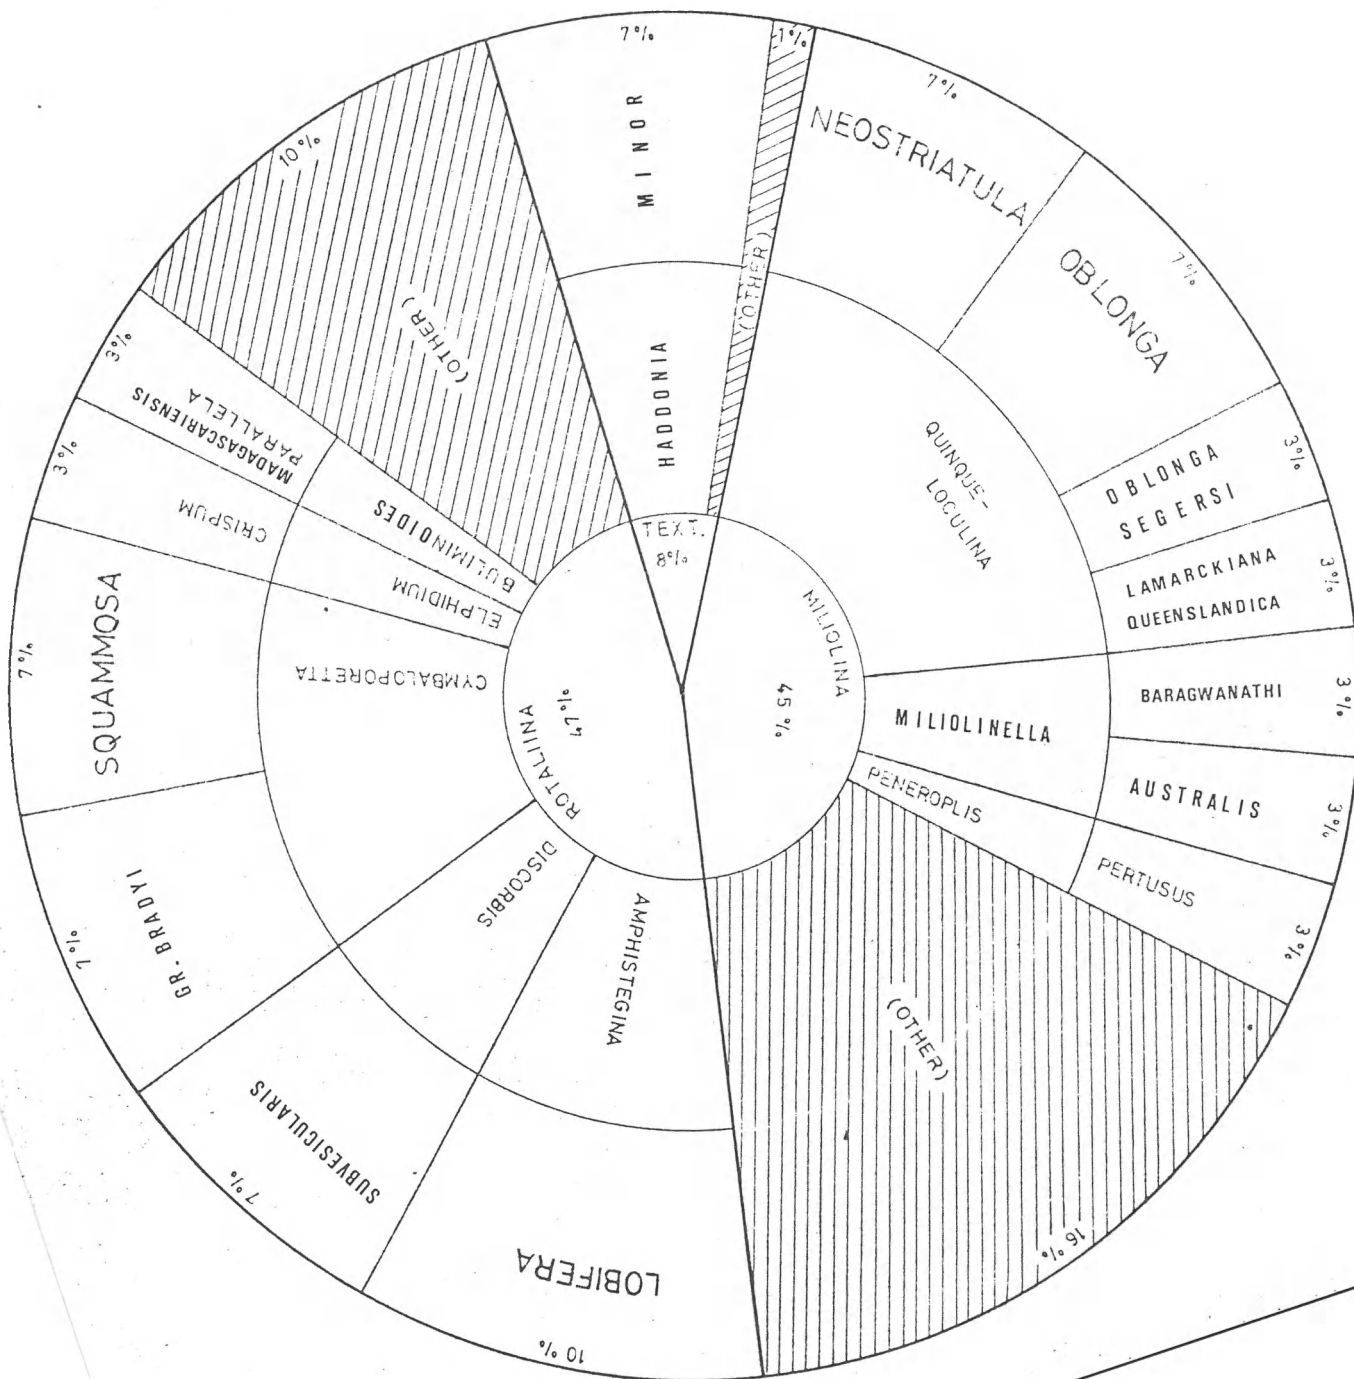 TEXT.
8%
MILIOLINA
45%
ROTALIINA
47%
HADDONIA
MINOR
7%
(OTHER)
1%
QUINQUE-
LOCULINA
NEOSTRIATULA
7%
OBLONGA
7%
OBLONGA
SEGERSI
3%
LAMARCKIANA
QUEENSLANDICA
3%
MILIOLINELLA
BARAGWANATHI
3%
AUSTRALIS
3%
PENEROPLIS
PERTUSUS
3%
(OTHER)
16%
AMPHISTEGINA
LOBIFERA
10%
DISCORBIS
SUBVESICULARIS
7%
CYMBALOPORETTA
GR. BRADYI
7%
SQUAMMOSA
7%
ELPHIDIUM
CRISPUM
3%
BULIMINOIDES
MADAGASCARIENSIS
PARALLELA
3%
(OTHER)
10%